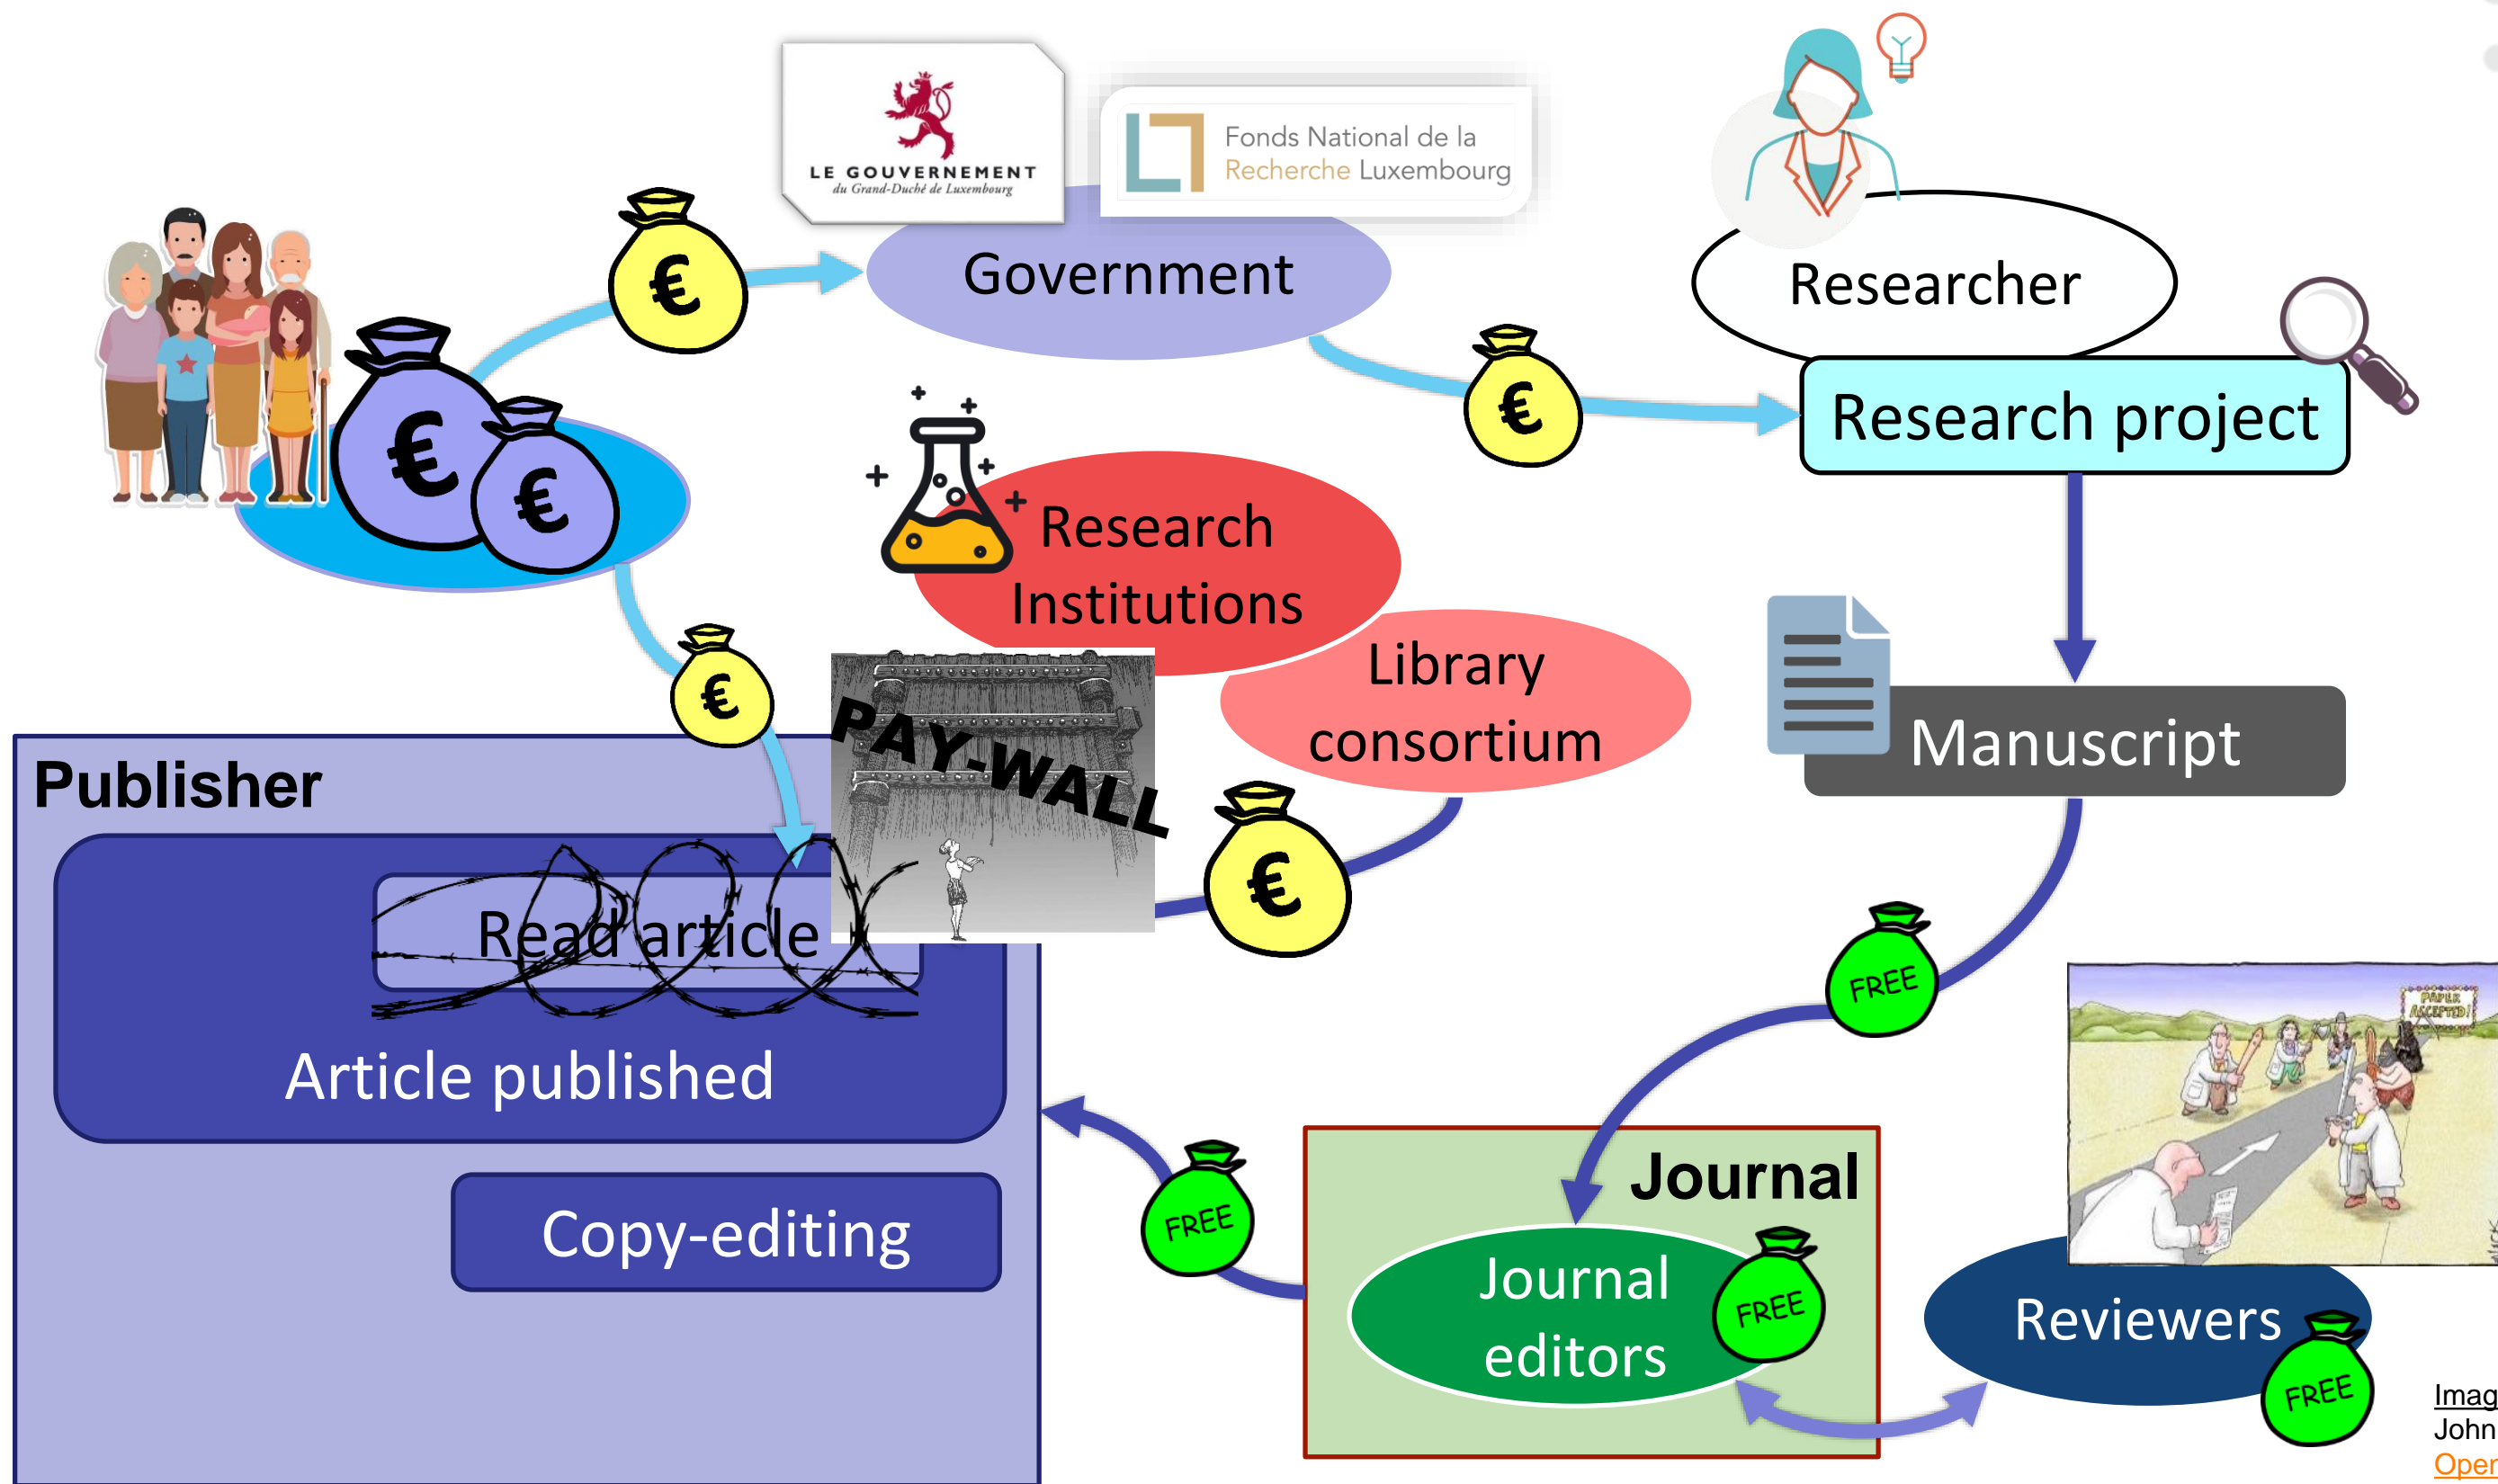 LE GOUVERNEMENT
du Grand-Duché de Luxembourg
Fonds National de la
Recherche Luxembourg
€
Government
Researcher
€
Research project
€
€
Research
Institutions
Library
consortium
€
PAY-WALL
Manuscript
Publisher
€
Read article
Article published
Copy-editing
FREE
PAPER
ACCEPTED!
FREE
Journal
Journal
editors
FREE
Reviewers
FREE
Imag
John
Oper